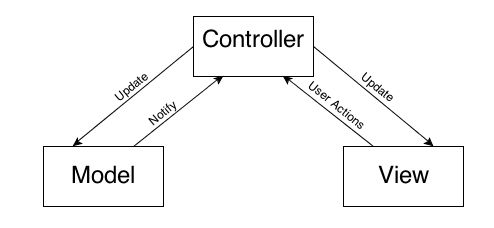 Controller
Update
Notify
User Actions
Update
Model
View